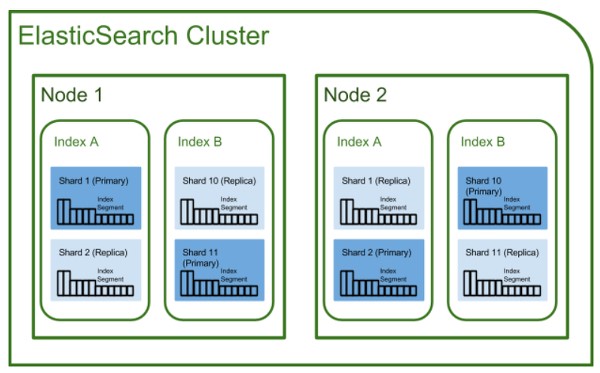 ElasticSearch Cluster
Node 1
Index A
Shard 1 (Primary)
Index
Segment
Shard 2 (Replica)
Index
Segment
Index B
Shard 10 (Replica)
Index
Segment
Shard 11
(Primary)
Index
Segment
Node 2
Index A
Shard 1 (Replica)
Index
Segment
Shard 2 (Primary)
Index
Segment
Index B
Shard 10
(Primary)
Index
Segment
Shard 11 (Replica)
Index
Segment